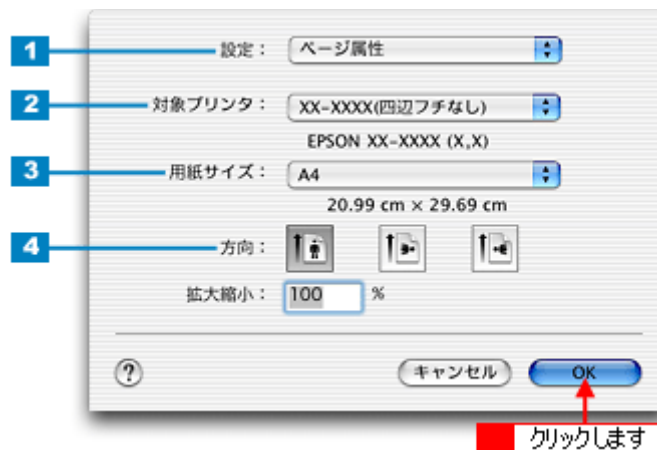 1 設定： ページ属性
2 対象プリンタ： XX-XXXX(四辺フチなし)
EPSON XX-XXXX (X,X)
3 用紙サイズ： A4
20.99 cm × 29.69 cm
4 方向：
拡大縮小： 100 %
? キャンセル OK
クリックします